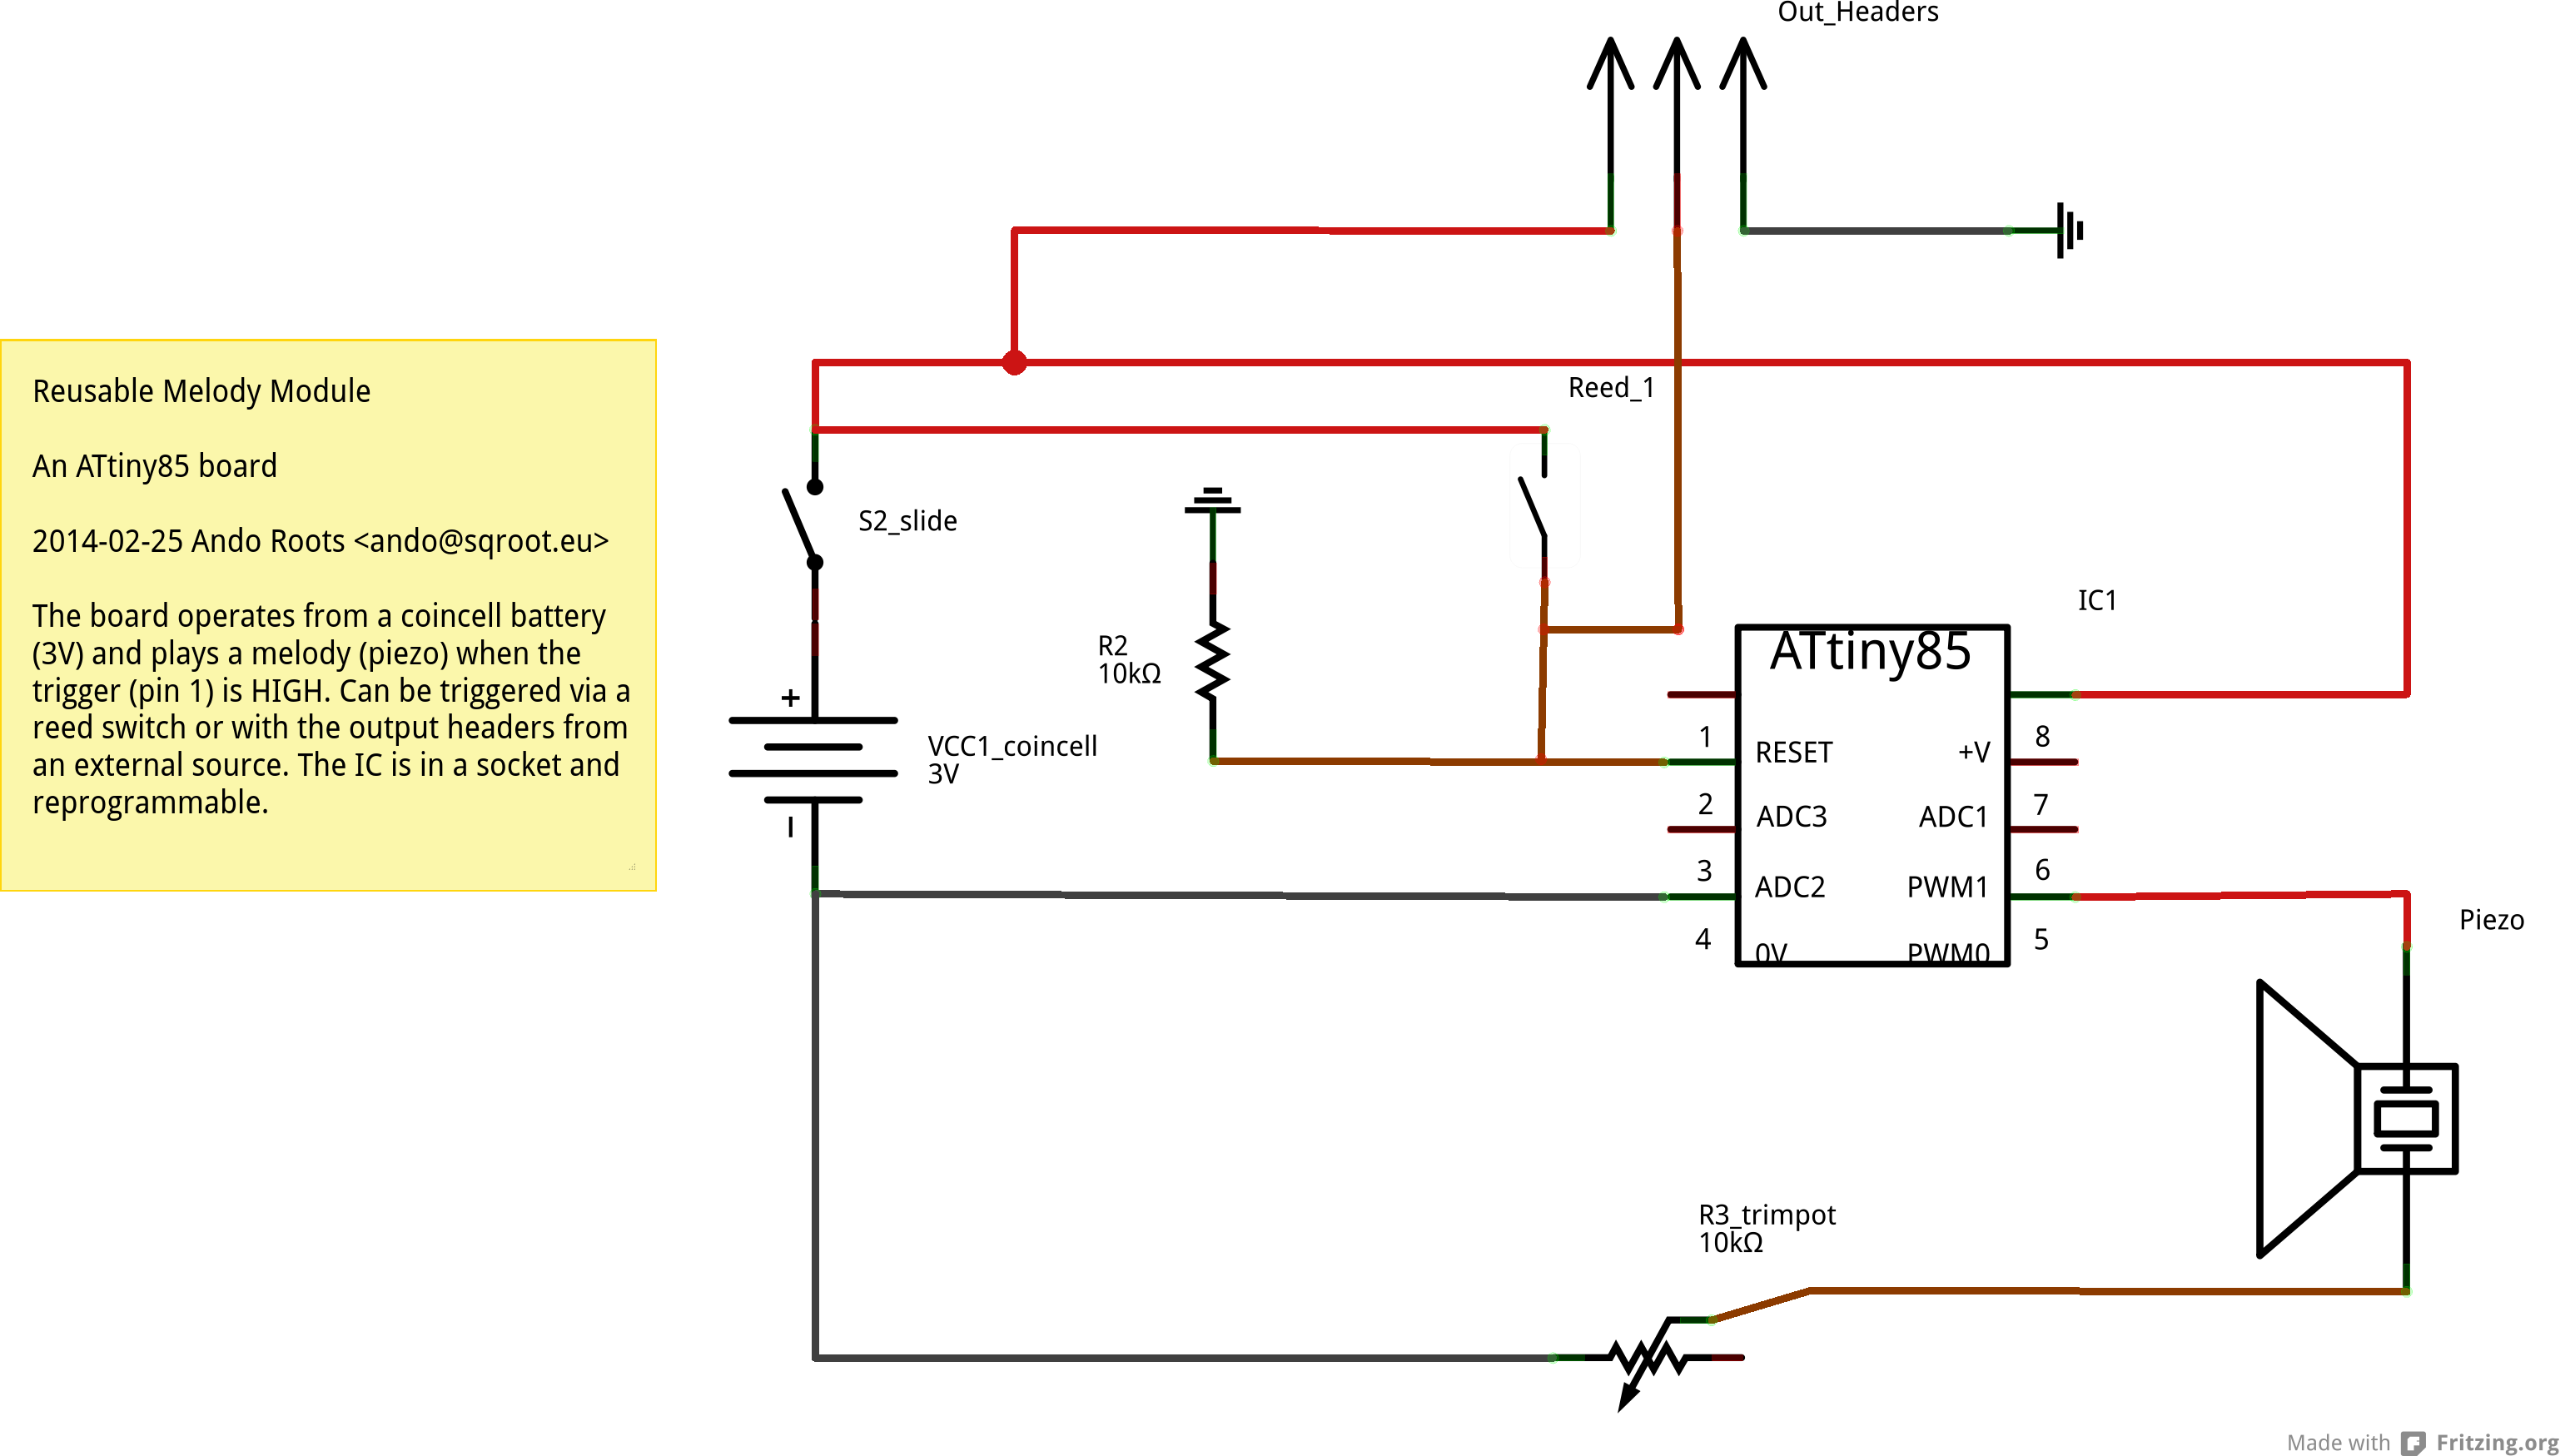 Out_Headers
Reusable Melody Module
An ATtiny85 board
2014-02-25 Ando Roots <ando@sqroot.eu>
The board operates from a coincell battery
(3V) and plays a melody (piezo) when the
trigger (pin 1) is HIGH. Can be triggered via a
reed switch or with the output headers from
an external source. The IC is in a socket and
reprogrammable.
Reed_1
S2_slide
R2
10kΩ
+
VCC1_coincell
3V
IC1
ATtiny85
1
RESET
+V
8
2
ADC3
ADC1
7
3
ADC2
PWM1
6
4
0V
PWM0
5
Piezo
R3_trimpot
10kΩ
Made with Fritzing.org